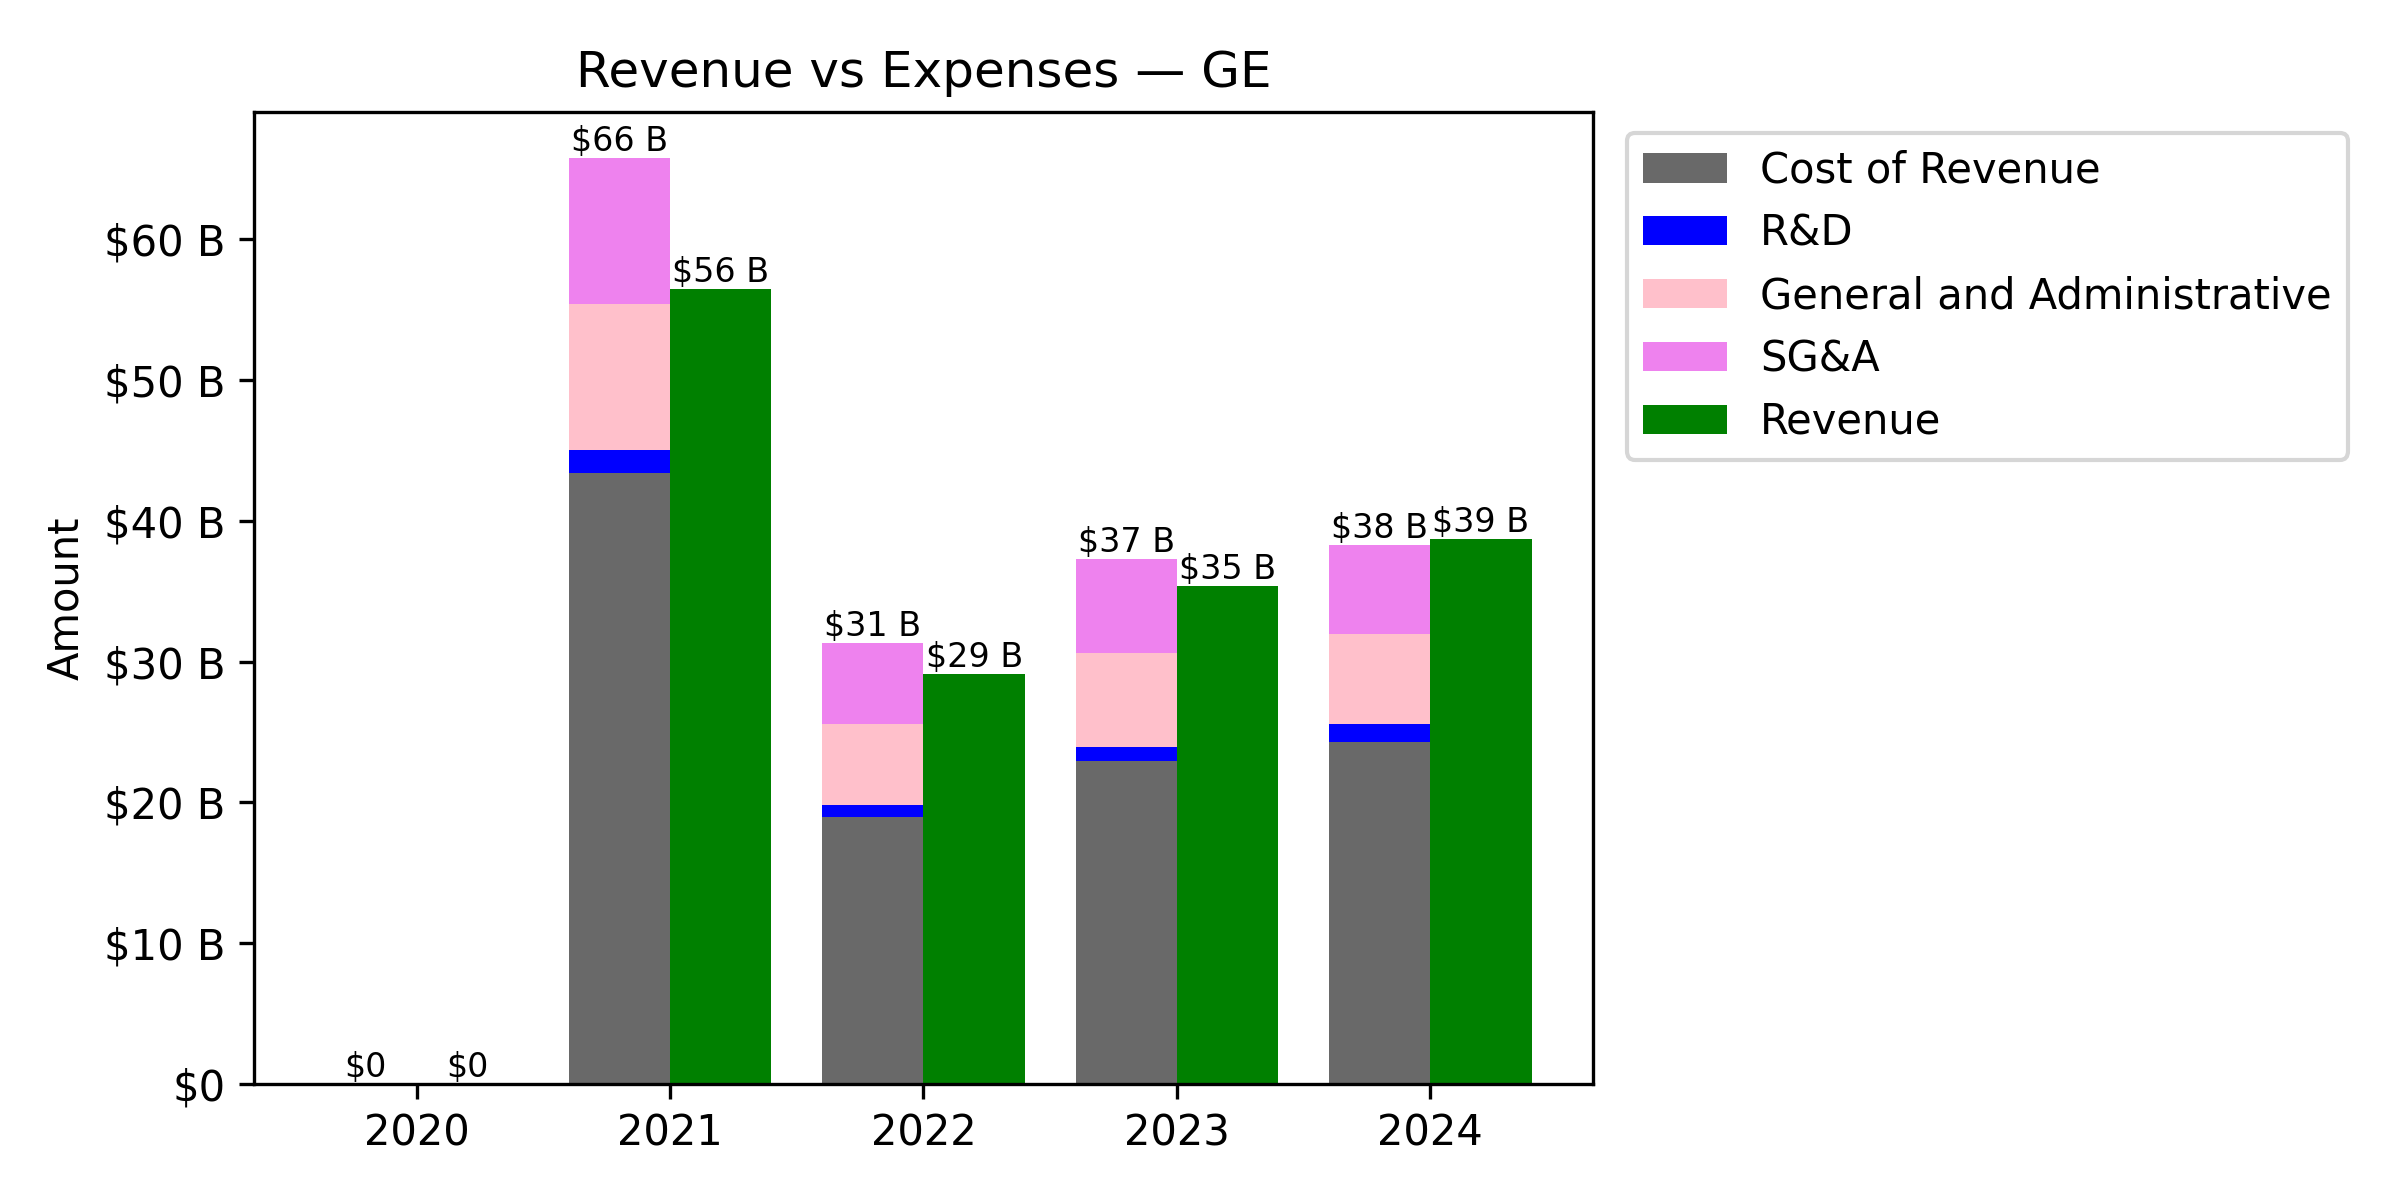 Revenue vs Expenses — GE
Amount
$60 B
$50 B
$40 B
$30 B
$20 B
$10 B
$0
$66 B
$56 B
$31 B
$29 B
$37 B
$35 B
$38 B
$39 B
$0
$0
2020
2021
2022
2023
2024
Cost of Revenue
R&D
General and Administrative
SG&A
Revenue